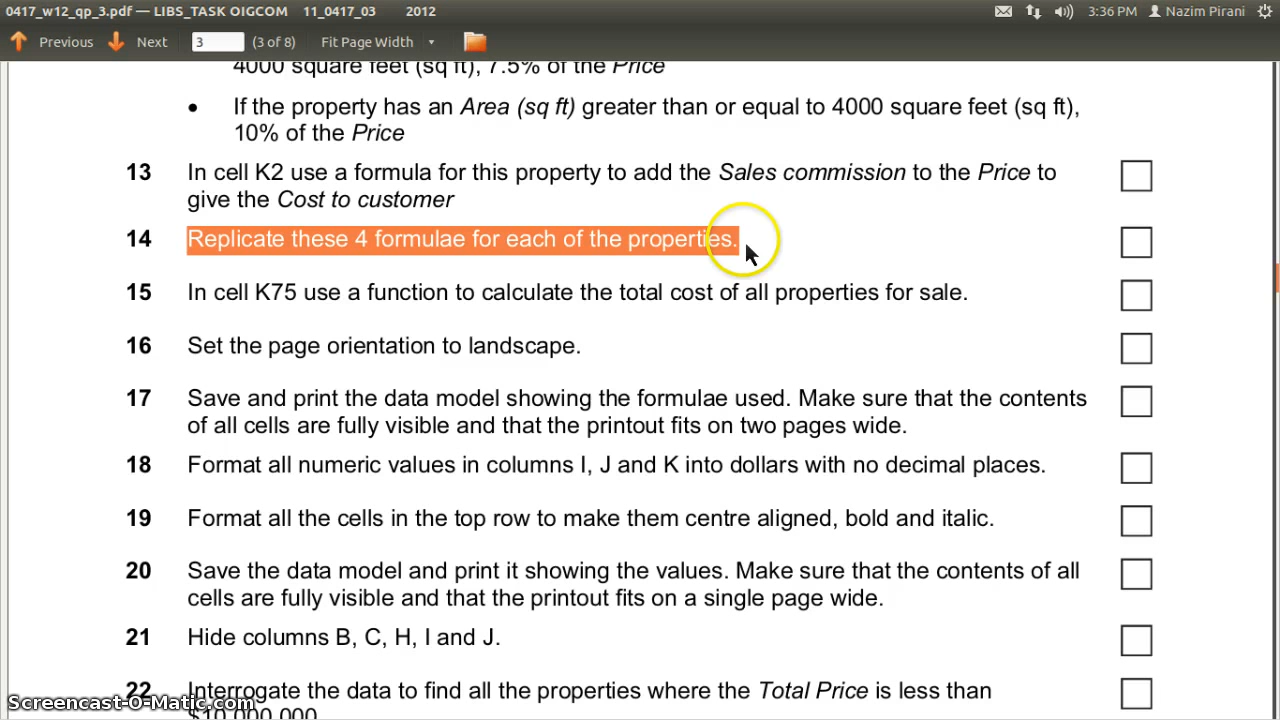 0417_w12_qp_3.pdf — LIBS_TASK OIGCOM 11_0417_03 2012 3:36 PM Nazim Pirani
Previous Next 3 (3 of 8) Fit Page Width
4000 square feet (sq ft), 7.5% of the Price
• If the property has an Area (sq ft) greater than or equal to 4000 square feet (sq ft),
10% of the Price
13 In cell K2 use a formula for this property to add the Sales commission to the Price to
give the Cost to customer
14 Replicate these 4 formulae for each of the properties.
15 In cell K75 use a function to calculate the total cost of all properties for sale.
16 Set the page orientation to landscape.
17 Save and print the data model showing the formulae used. Make sure that the contents
of all cells are fully visible and that the printout fits on two pages wide.
18 Format all numeric values in columns I, J and K into dollars with no decimal places.
19 Format all the cells in the top row to make them centre aligned, bold and italic.
20 Save the data model and print it showing the values. Make sure that the contents of all
cells are fully visible and that the printout fits on a single page wide.
21 Hide columns B, C, H, I and J.
22 Interrogate the data to find all the properties where the Total Price is less than
$10 000 000
Screencast-O-Matic.com